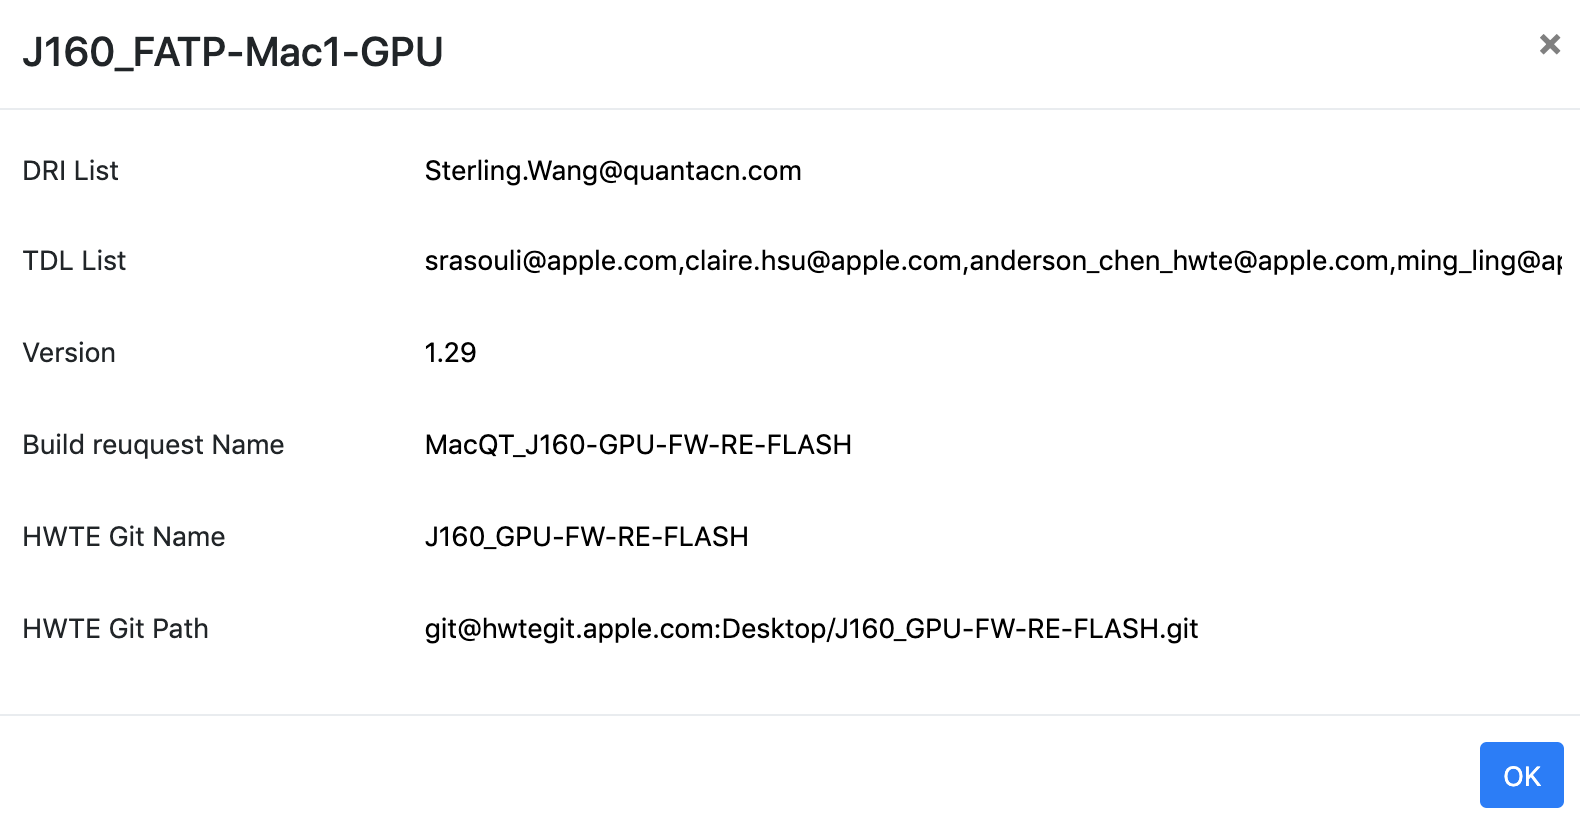 J160_FATP-Mac1-GPU ×
DRI List Sterling.Wang@quantacn.com
TDL List srasouli@apple.com,claire.hsu@apple.com,anderson_chen_hwte@apple.com,ming_ling@ap
Version 1.29
Build reuquest Name MacQT_J160-GPU-FW-RE-FLASH
HWTE Git Name J160_GPU-FW-RE-FLASH
HWTE Git Path git@hwtegit.apple.com:Desktop/J160_GPU-FW-RE-FLASH.git
OK